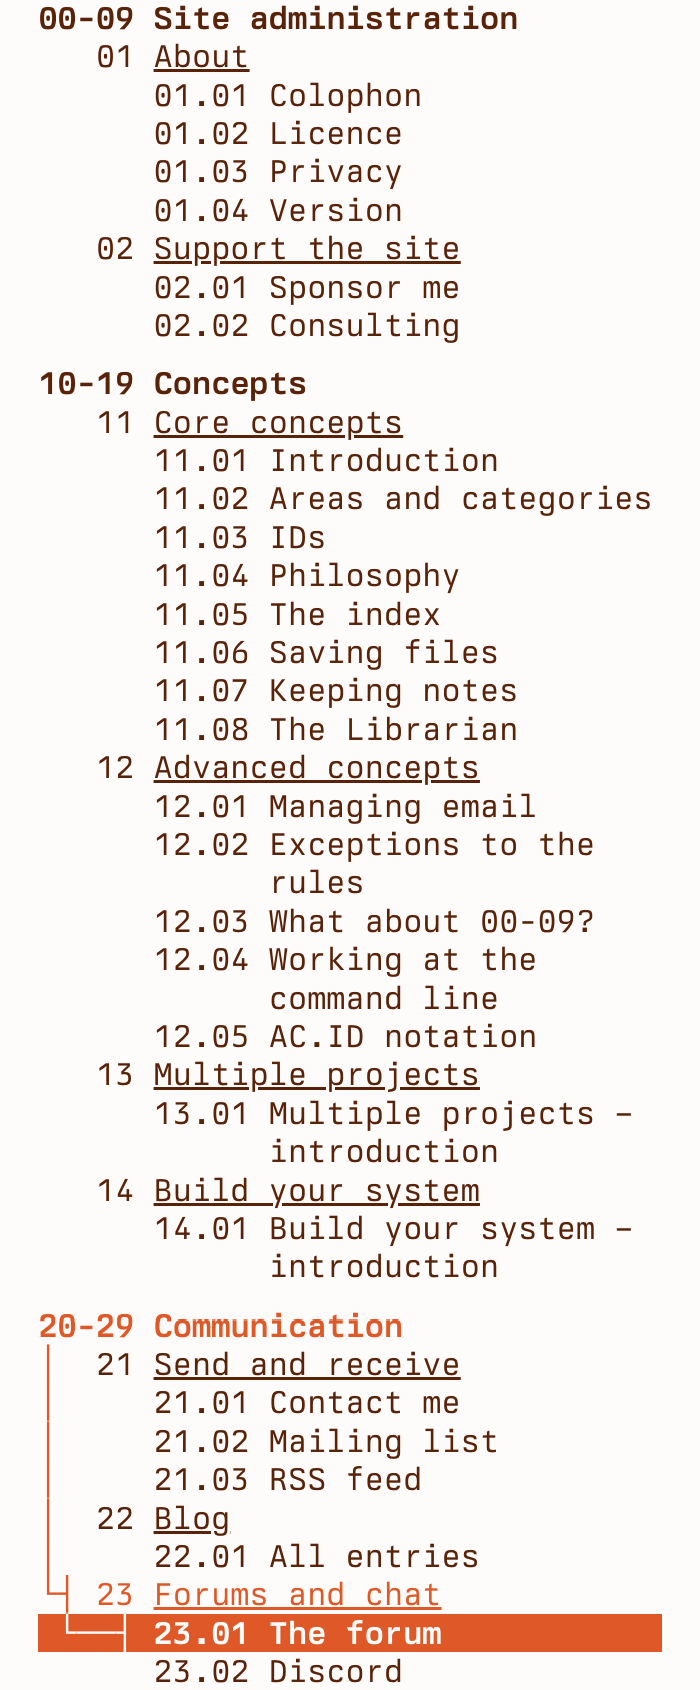 00-09 Site administration
01 About
01.01 Colophon
01.02 Licence
01.03 Privacy
01.04 Version
02 Support the site
02.01 Sponsor me
02.02 Consulting
10-19 Concepts
11 Core concepts
11.01 Introduction
11.02 Areas and categories
11.03 IDs
11.04 Philosophy
11.05 The index
11.06 Saving files
11.07 Keeping notes
11.08 The Librarian
12 Advanced concepts
12.01 Managing email
12.02 Exceptions to the
rules
12.03 What about 00-09?
12.04 Working at the
command line
12.05 AC.ID notation
13 Multiple projects
13.01 Multiple projects –
introduction
14 Build your system
14.01 Build your system –
introduction
20-29 Communication
21 Send and receive
21.01 Contact me
21.02 Mailing list
21.03 RSS feed
22 Blog
22.01 All entries
23 Forums and chat
23.01 The forum
23.02 Discord